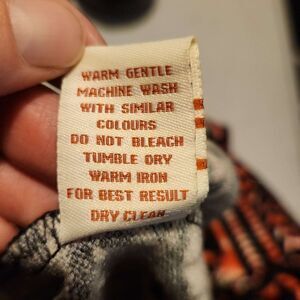 WARM GENTLE
MACHINE WASH
WITH SIMILAR
COLOURS
DO NOT BLEACH
TUMBLE DRY
WARM IRON
FOR BEST RESULT
DRY CLEAN